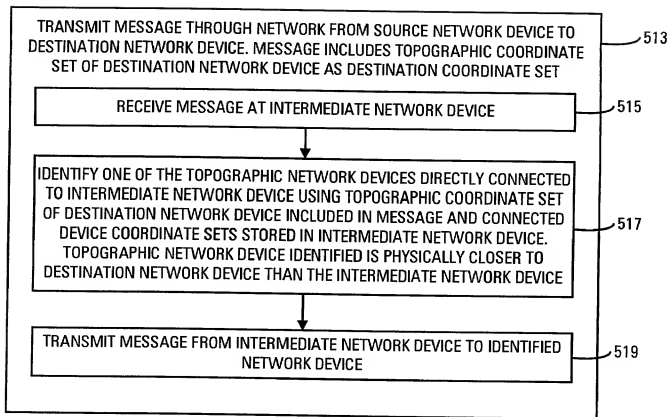 TRANSMIT MESSAGE THROUGH NETWORK FROM SOURCE NETWORK DEVICE TO
DESTINATION NETWORK DEVICE. MESSAGE INCLUDES TOPOGRAPHIC COORDINATE
SET OF DESTINATION NETWORK DEVICE AS DESTINATION COORDINATE SET
513
RECEIVE MESSAGE AT INTERMEDIATE NETWORK DEVICE
515
IDENTIFY ONE OF THE TOPOGRAPHIC NETWORK DEVICES DIRECTLY CONNECTED
TO INTERMEDIATE NETWORK DEVICE USING TOPOGRAPHIC COORDINATE SET
OF DESTINATION NETWORK DEVICE INCLUDED IN MESSAGE AND CONNECTED
DEVICE COORDINATE SETS STORED IN INTERMEDIATE NETWORK DEVICE.
TOPOGRAPHIC NETWORK DEVICE IDENTIFIED IS PHYSICALLY CLOSER TO
DESTINATION NETWORK DEVICE THAN THE INTERMEDIATE NETWORK DEVICE
517
TRANSMIT MESSAGE FROM INTERMEDIATE NETWORK DEVICE TO IDENTIFIED
NETWORK DEVICE
519